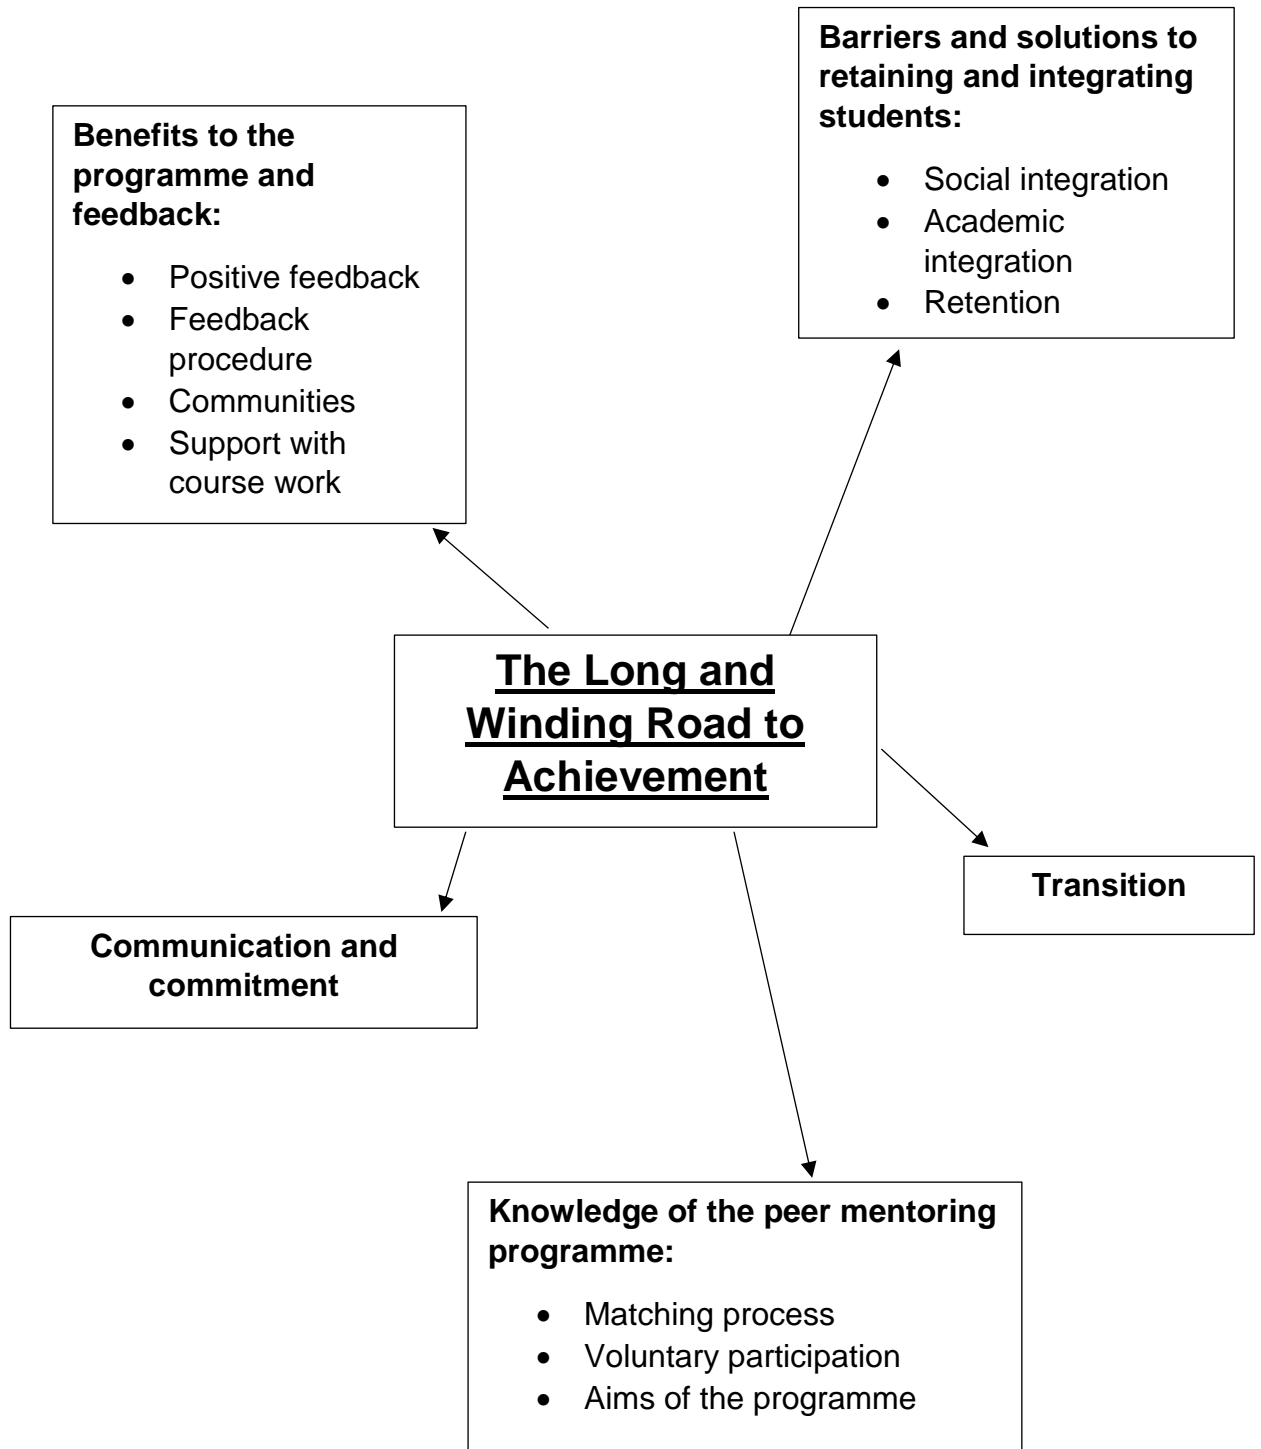 Barriers and solutions to
retaining and integrating
students:
• Social integration
• Academic
integration
• Retention
Benefits to the
programme and
feedback:
• Positive feedback
• Feedback
procedure
• Communities
• Support with
course work
The Long and
Winding Road to
Achievement
Transition
Communication and
commitment
Knowledge of the peer mentoring
programme:
• Matching process
• Voluntary participation
• Aims of the programme